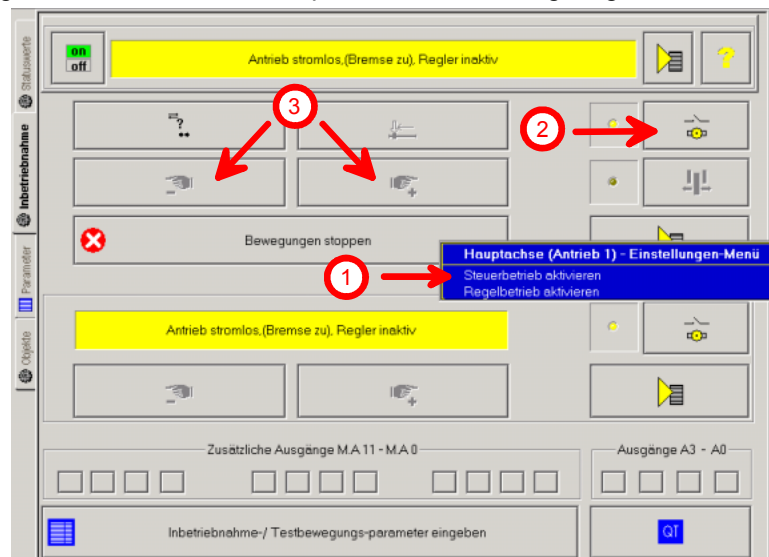 Statuswerte
Inbetriebnahme
Parameter
Objekte
on
off
Antrieb stromlos,(Bremse zu), Regler inaktiv
?
?
3
2
-
+
Bewegungen stoppen
1
Hauptachse (Antrieb 1) - Einstellungen-Menü
Steuerbetrieb aktivieren
Regelbetrieb aktivieren
Antrieb stromlos,(Bremse zu), Regler inaktiv
-
+
Zusätzliche Ausgänge M.A 11 - M.A 0
Ausgänge A3 - A0
Inbetriebnahme-/ Testbewegungs-parameter eingeben
QT